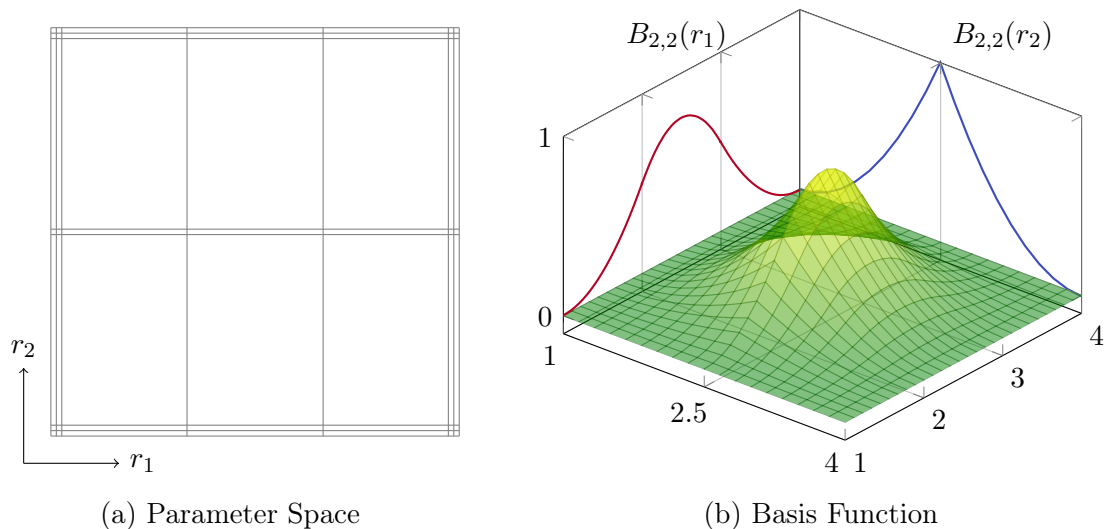 r₂
r₁
(a) Parameter Space
B₂,₂(r₁)
B₂,₂(r₂)
1
0
1
2.5
4
1
2
3
4
(b) Basis Function